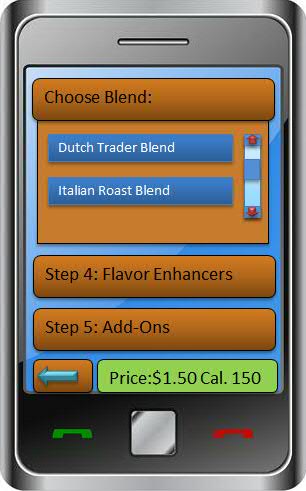 Choose Blend:
Dutch Trader Blend
Italian Roast Blend
Step 4: Flavor Enhancers
Step 5: Add-Ons
Price:$1.50 Cal. 150